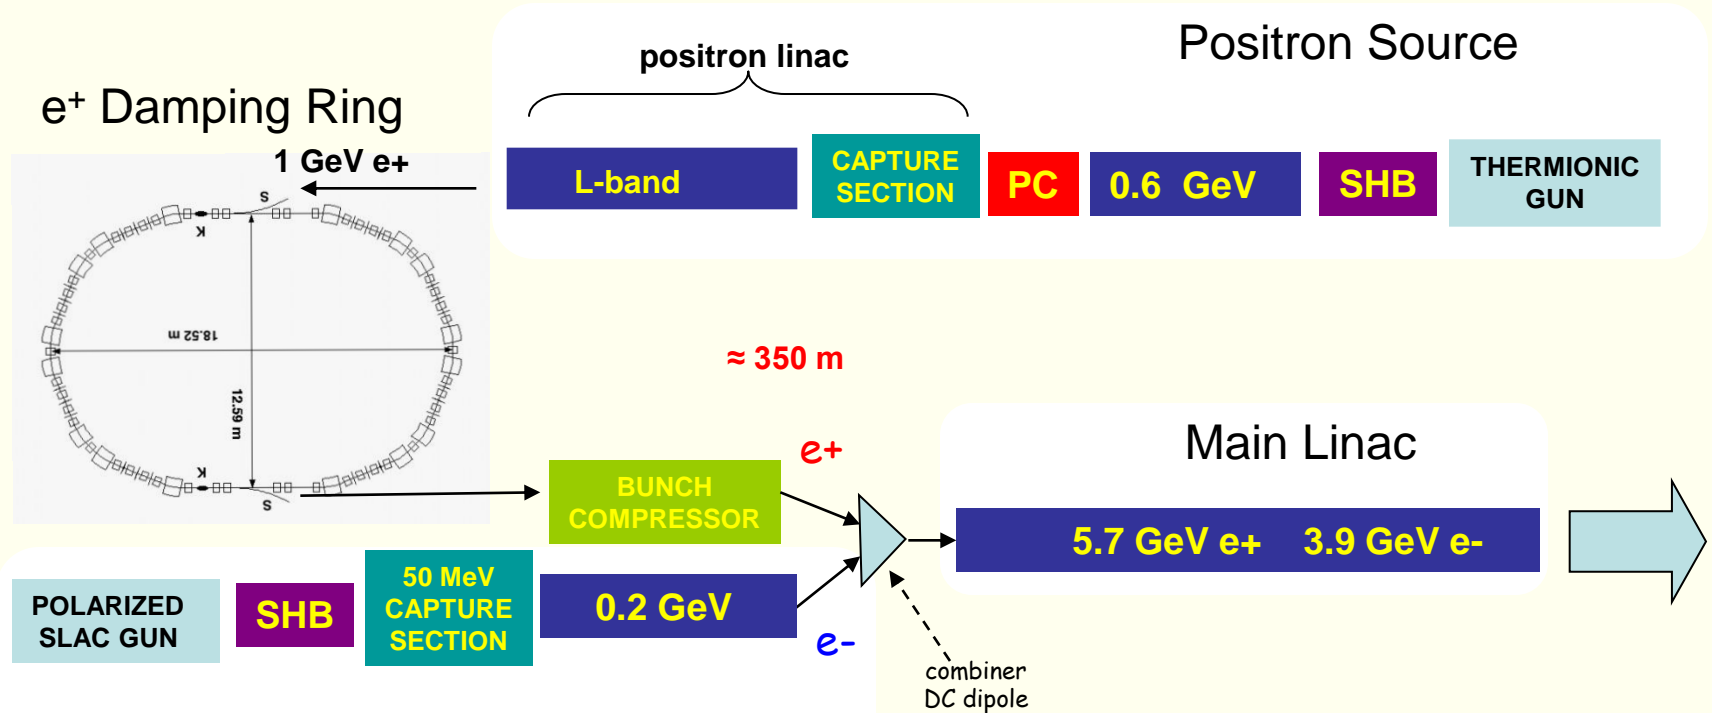 Positron Source
positron linac
e+ Damping Ring
1 GeV e+
L-band
CAPTURE
SECTION
PC
0.6 GeV
SHB
THERMIONIC
GUN
S
K
18.52 m
12.59 m
K
S
≈ 350 m
e+
Main Linac
BUNCH
COMPRESSOR
5.7 GeV e+ 3.9 GeV e-
POLARIZED
SLAC GUN
SHB
50 MeV
CAPTURE
SECTION
0.2 GeV
e-
combiner
DC dipole